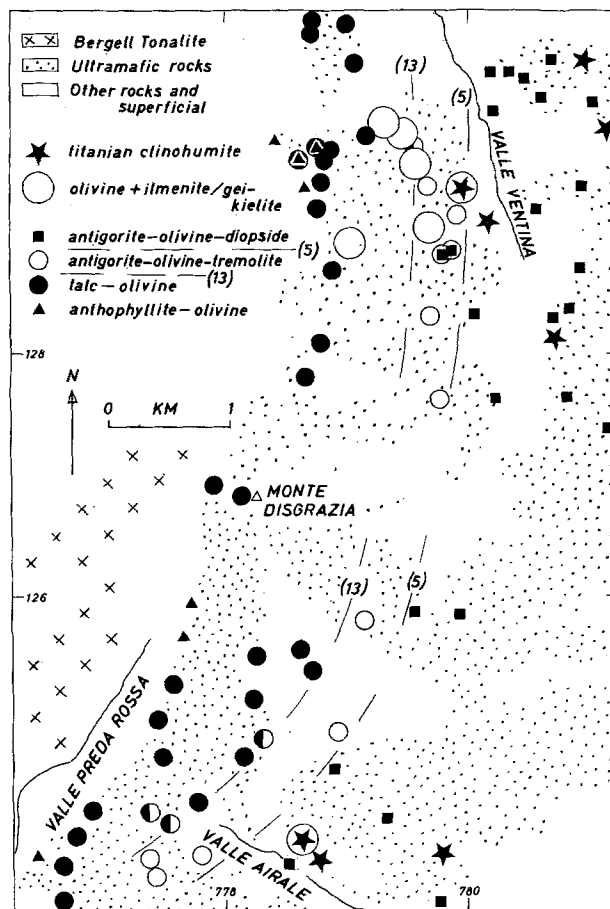 Bergell Tonalite
Ultramafic rocks
Other rocks and
superficial
titanian clinohumite
olivine + ilmenite/gei-
kielite
antigorite-olivine-diopside
(5)
antigorite-olivine-tremolite
(13)
talc-olivine
anthophyllite-olivine
(13)
(5)
VALLE VENTINA
128
N
0 KM 1
MONTE
DISGRAZIA
126
(13)
(5)
VALLE PREDA ROSSA
VALLE AIRALE
778
780